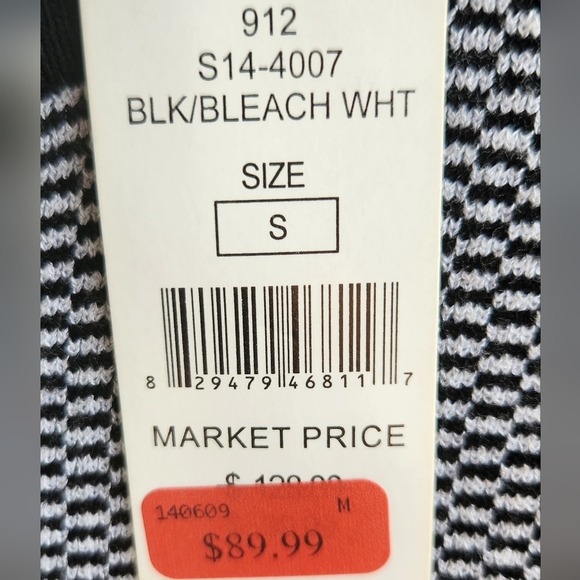 912
S14-4007
BLK/BLEACH WHT
SIZE
S
8 29479 46811 7
MARKET PRICE
140609 M
$89.99